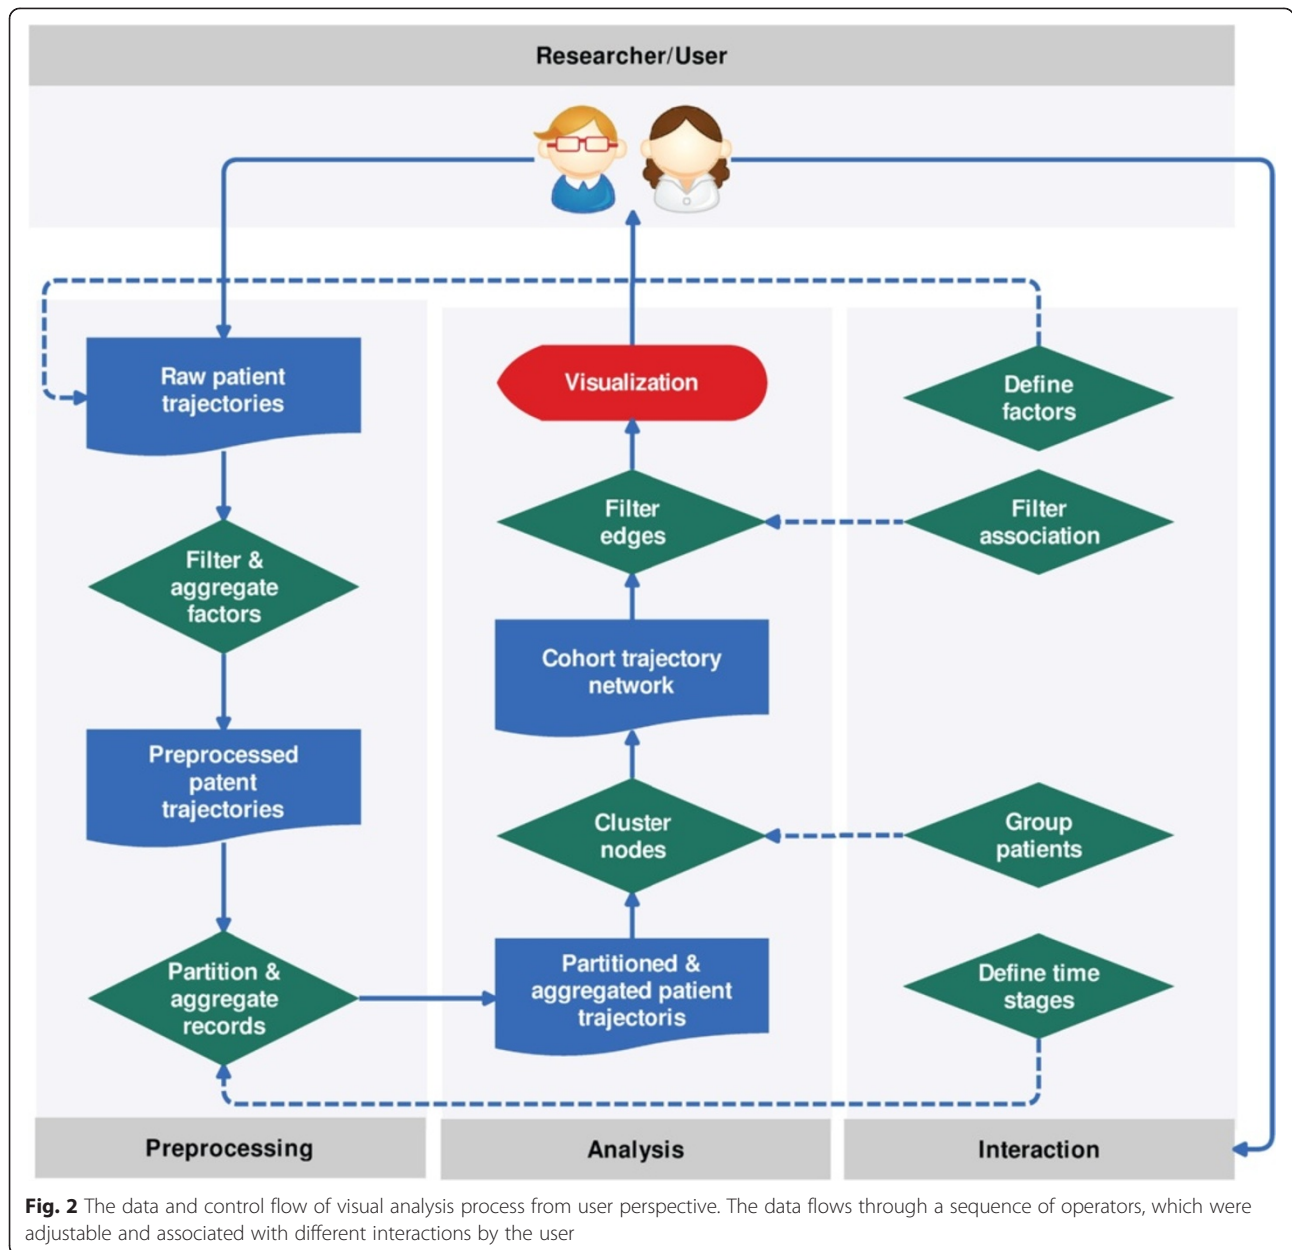 Researcher/User
Raw patient
trajectories
Filter &
aggregate
factors
Preprocessed
patent
trajectories
Partition &
aggregate
records
Preprocessing
Visualization
Filter
edges
Cohort trajectory
network
Cluster
nodes
Partitioned &
aggregated patient
trajectoris
Analysis
Define
factors
Filter
association
Group
patients
Define time
stages
Interaction
Fig. 2 The data and control flow of visual analysis process from user perspective. The data flows through a sequence of operators, which were
adjustable and associated with different interactions by the user